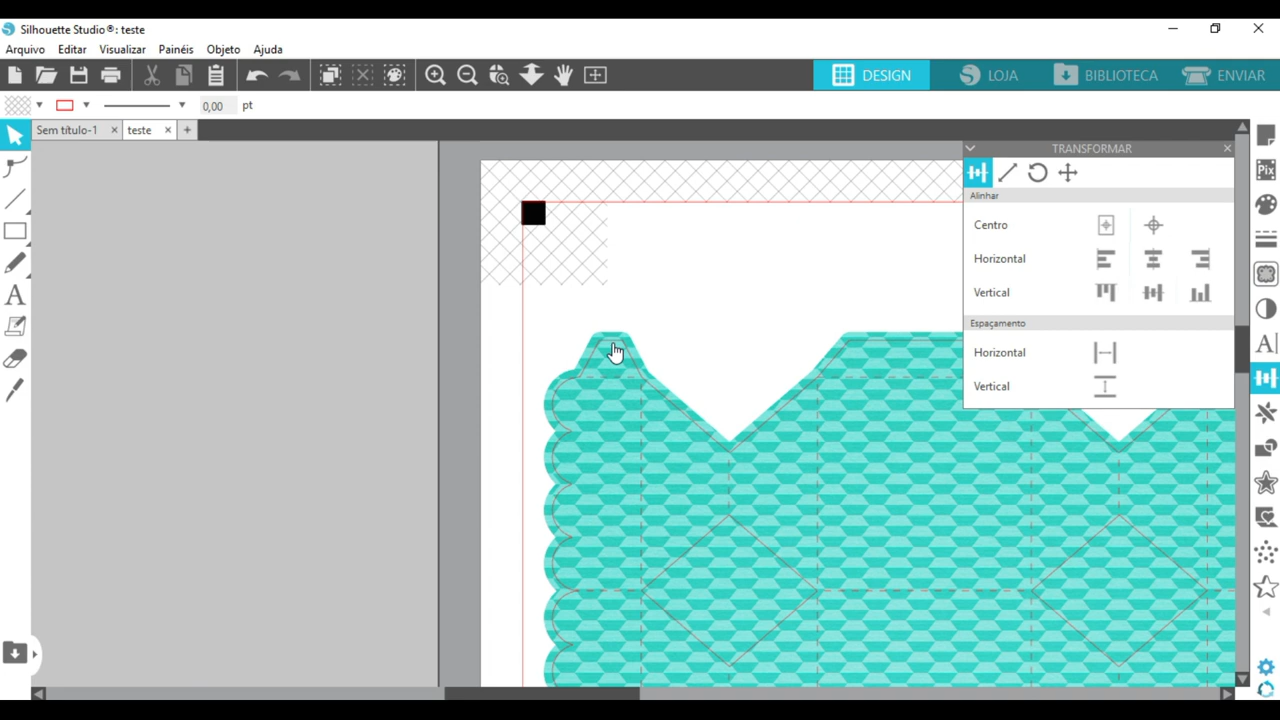 Silhouette Studio®: teste
Arquivo Editar Visualizar Painéis Objeto Ajuda
DESIGN LOJA BIBLIOTECA ENVIAR
0,00 pt
Sem título-1 teste
TRANSFORMAR
Alinhar
Centro
Horizontal
Vertical
Espaçamento
Horizontal
Vertical